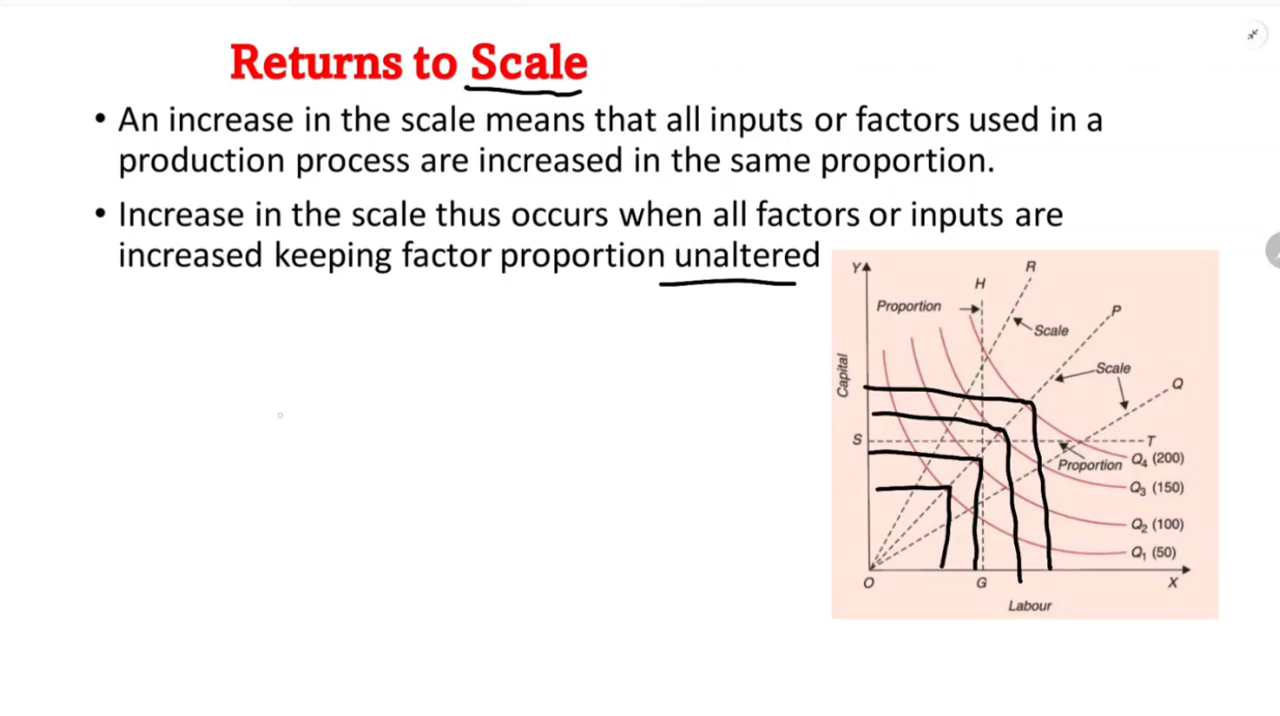 Returns to Scale
• An increase in the scale means that all inputs or factors used in a
production process are increased in the same proportion.
• Increase in the scale thus occurs when all factors or inputs are
increased keeping factor proportion unaltered
Y
H
R
Proportion
Scale
P
Scale
Q
Capital
S
T
Proportion
Q4 (200)
Q3 (150)
Q2 (100)
Q1 (50)
O
G
X
Labour